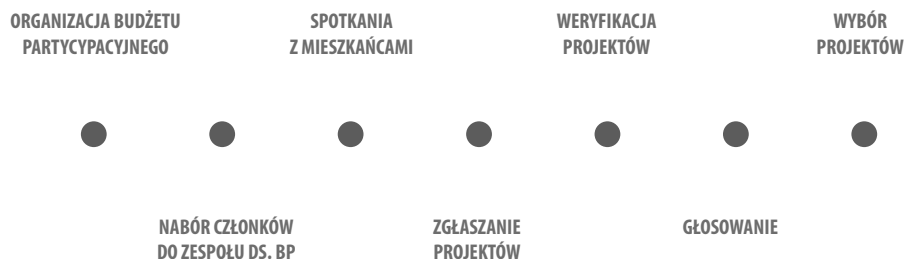 ORGANIZACJA BUDŻETU
PARTYCYPACYJNEGO
SPOTKANIA
Z MIESZKAŃCAMI
WERYFIKACJA
PROJEKTÓW
WYBÓR
PROJEKTÓW
NABÓR CZŁONKÓW
DO ZESPOŁU DS. BP
ZGŁASZANIE
PROJEKTÓW
GŁOSOWANIE